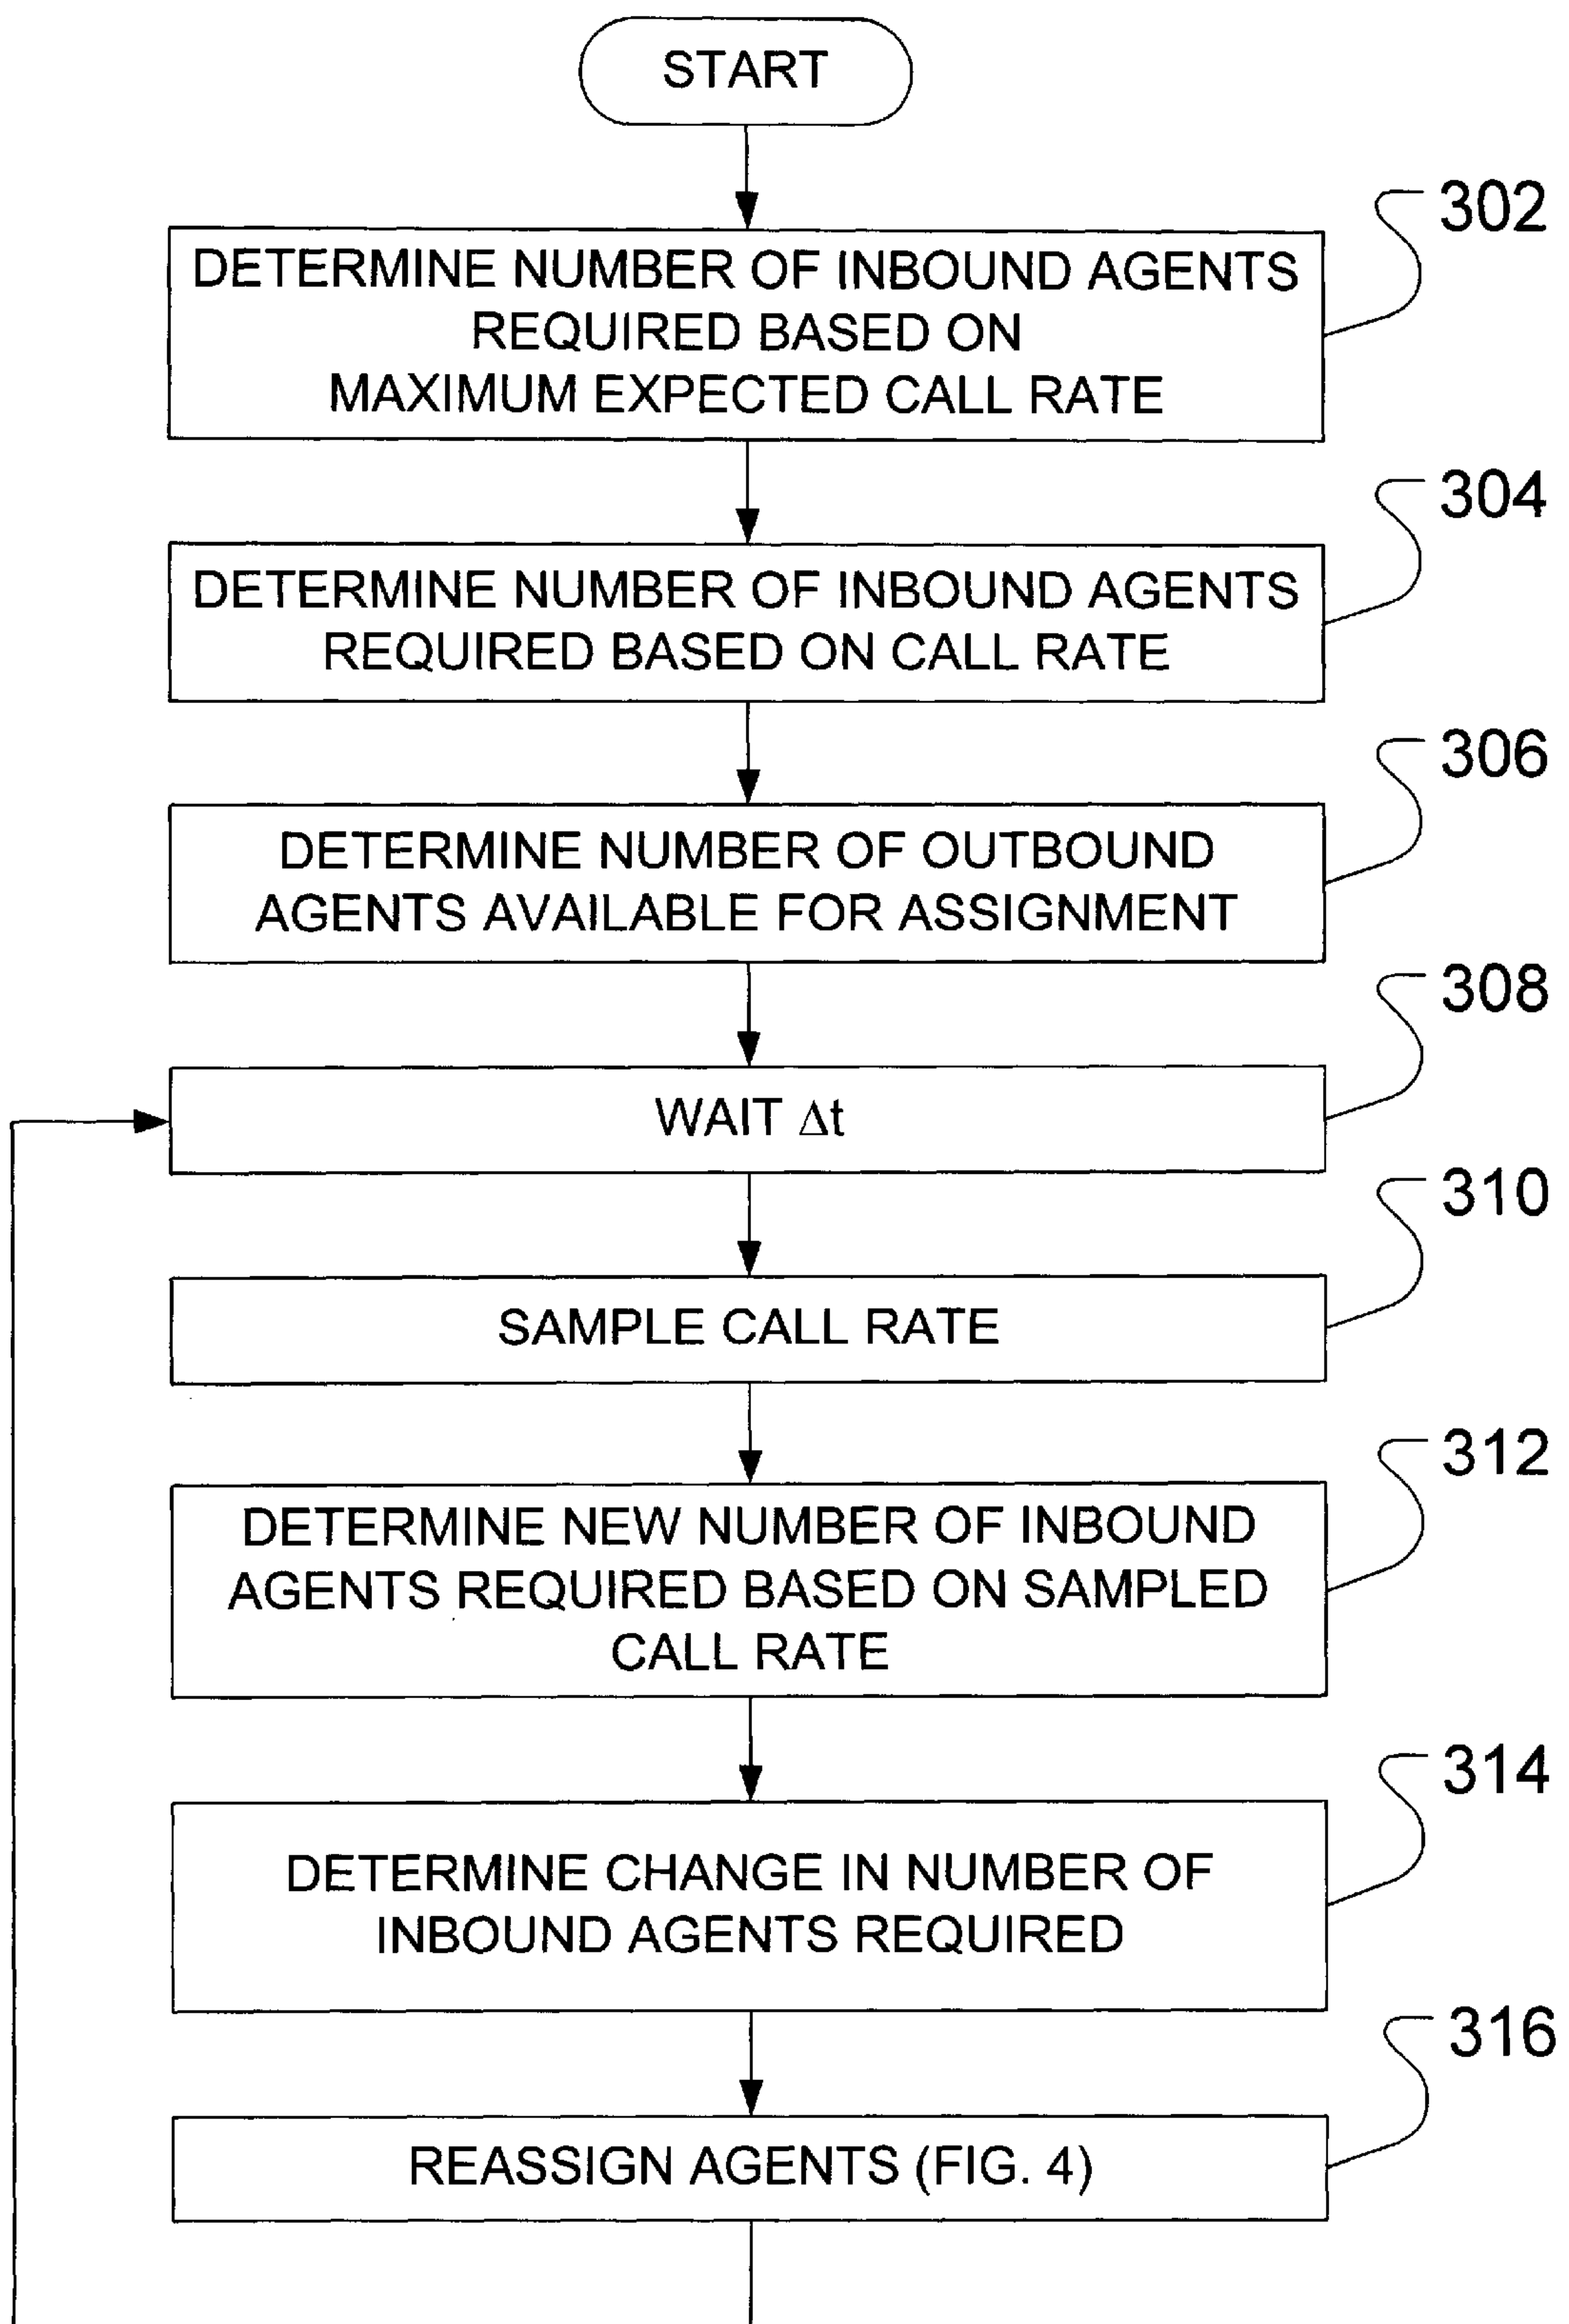 START
302
DETERMINE NUMBER OF INBOUND AGENTS
REQUIRED BASED ON
MAXIMUM EXPECTED CALL RATE
304
DETERMINE NUMBER OF INBOUND AGENTS
REQUIRED BASED ON CALL RATE
306
DETERMINE NUMBER OF OUTBOUND
AGENTS AVAILABLE FOR ASSIGNMENT
308
WAIT Δt
310
SAMPLE CALL RATE
312
DETERMINE NEW NUMBER OF INBOUND
AGENTS REQUIRED BASED ON SAMPLED
CALL RATE
314
DETERMINE CHANGE IN NUMBER OF
INBOUND AGENTS REQUIRED
316
REASSIGN AGENTS (FIG. 4)